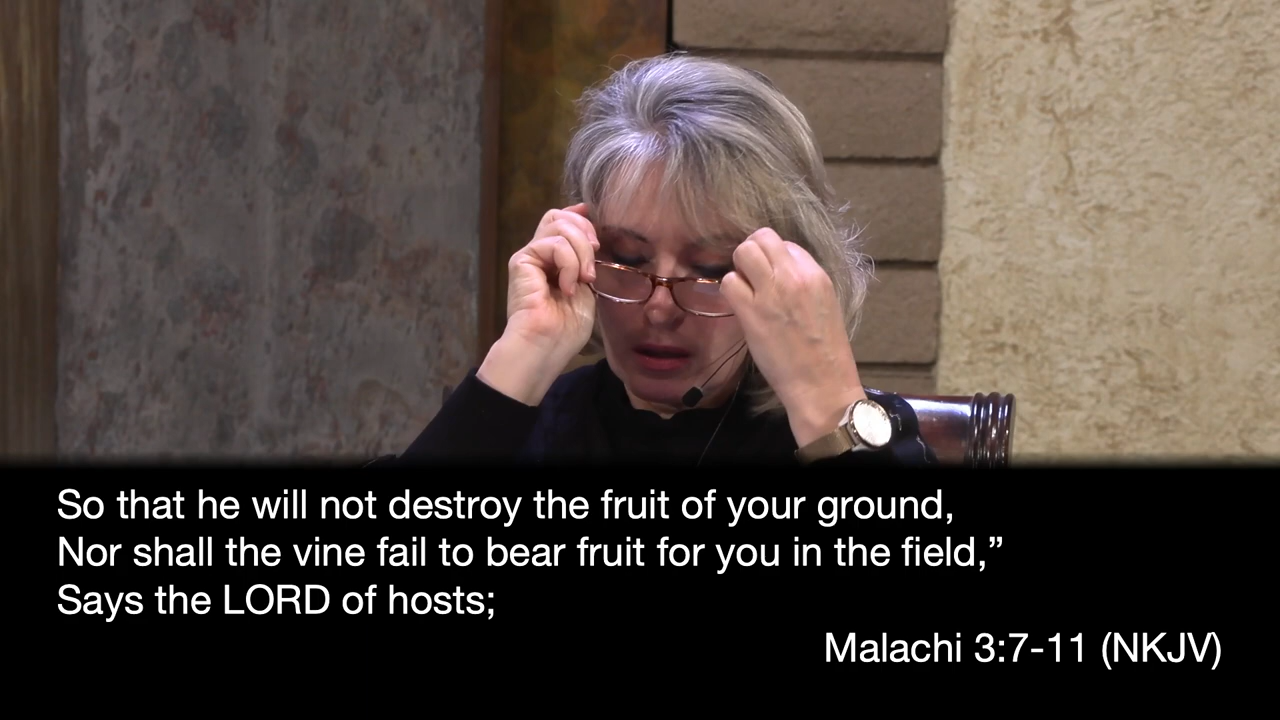 So that he will not destroy the fruit of your ground,
Nor shall the vine fail to bear fruit for you in the field,”
Says the LORD of hosts;
Malachi 3:7-11 (NKJV)